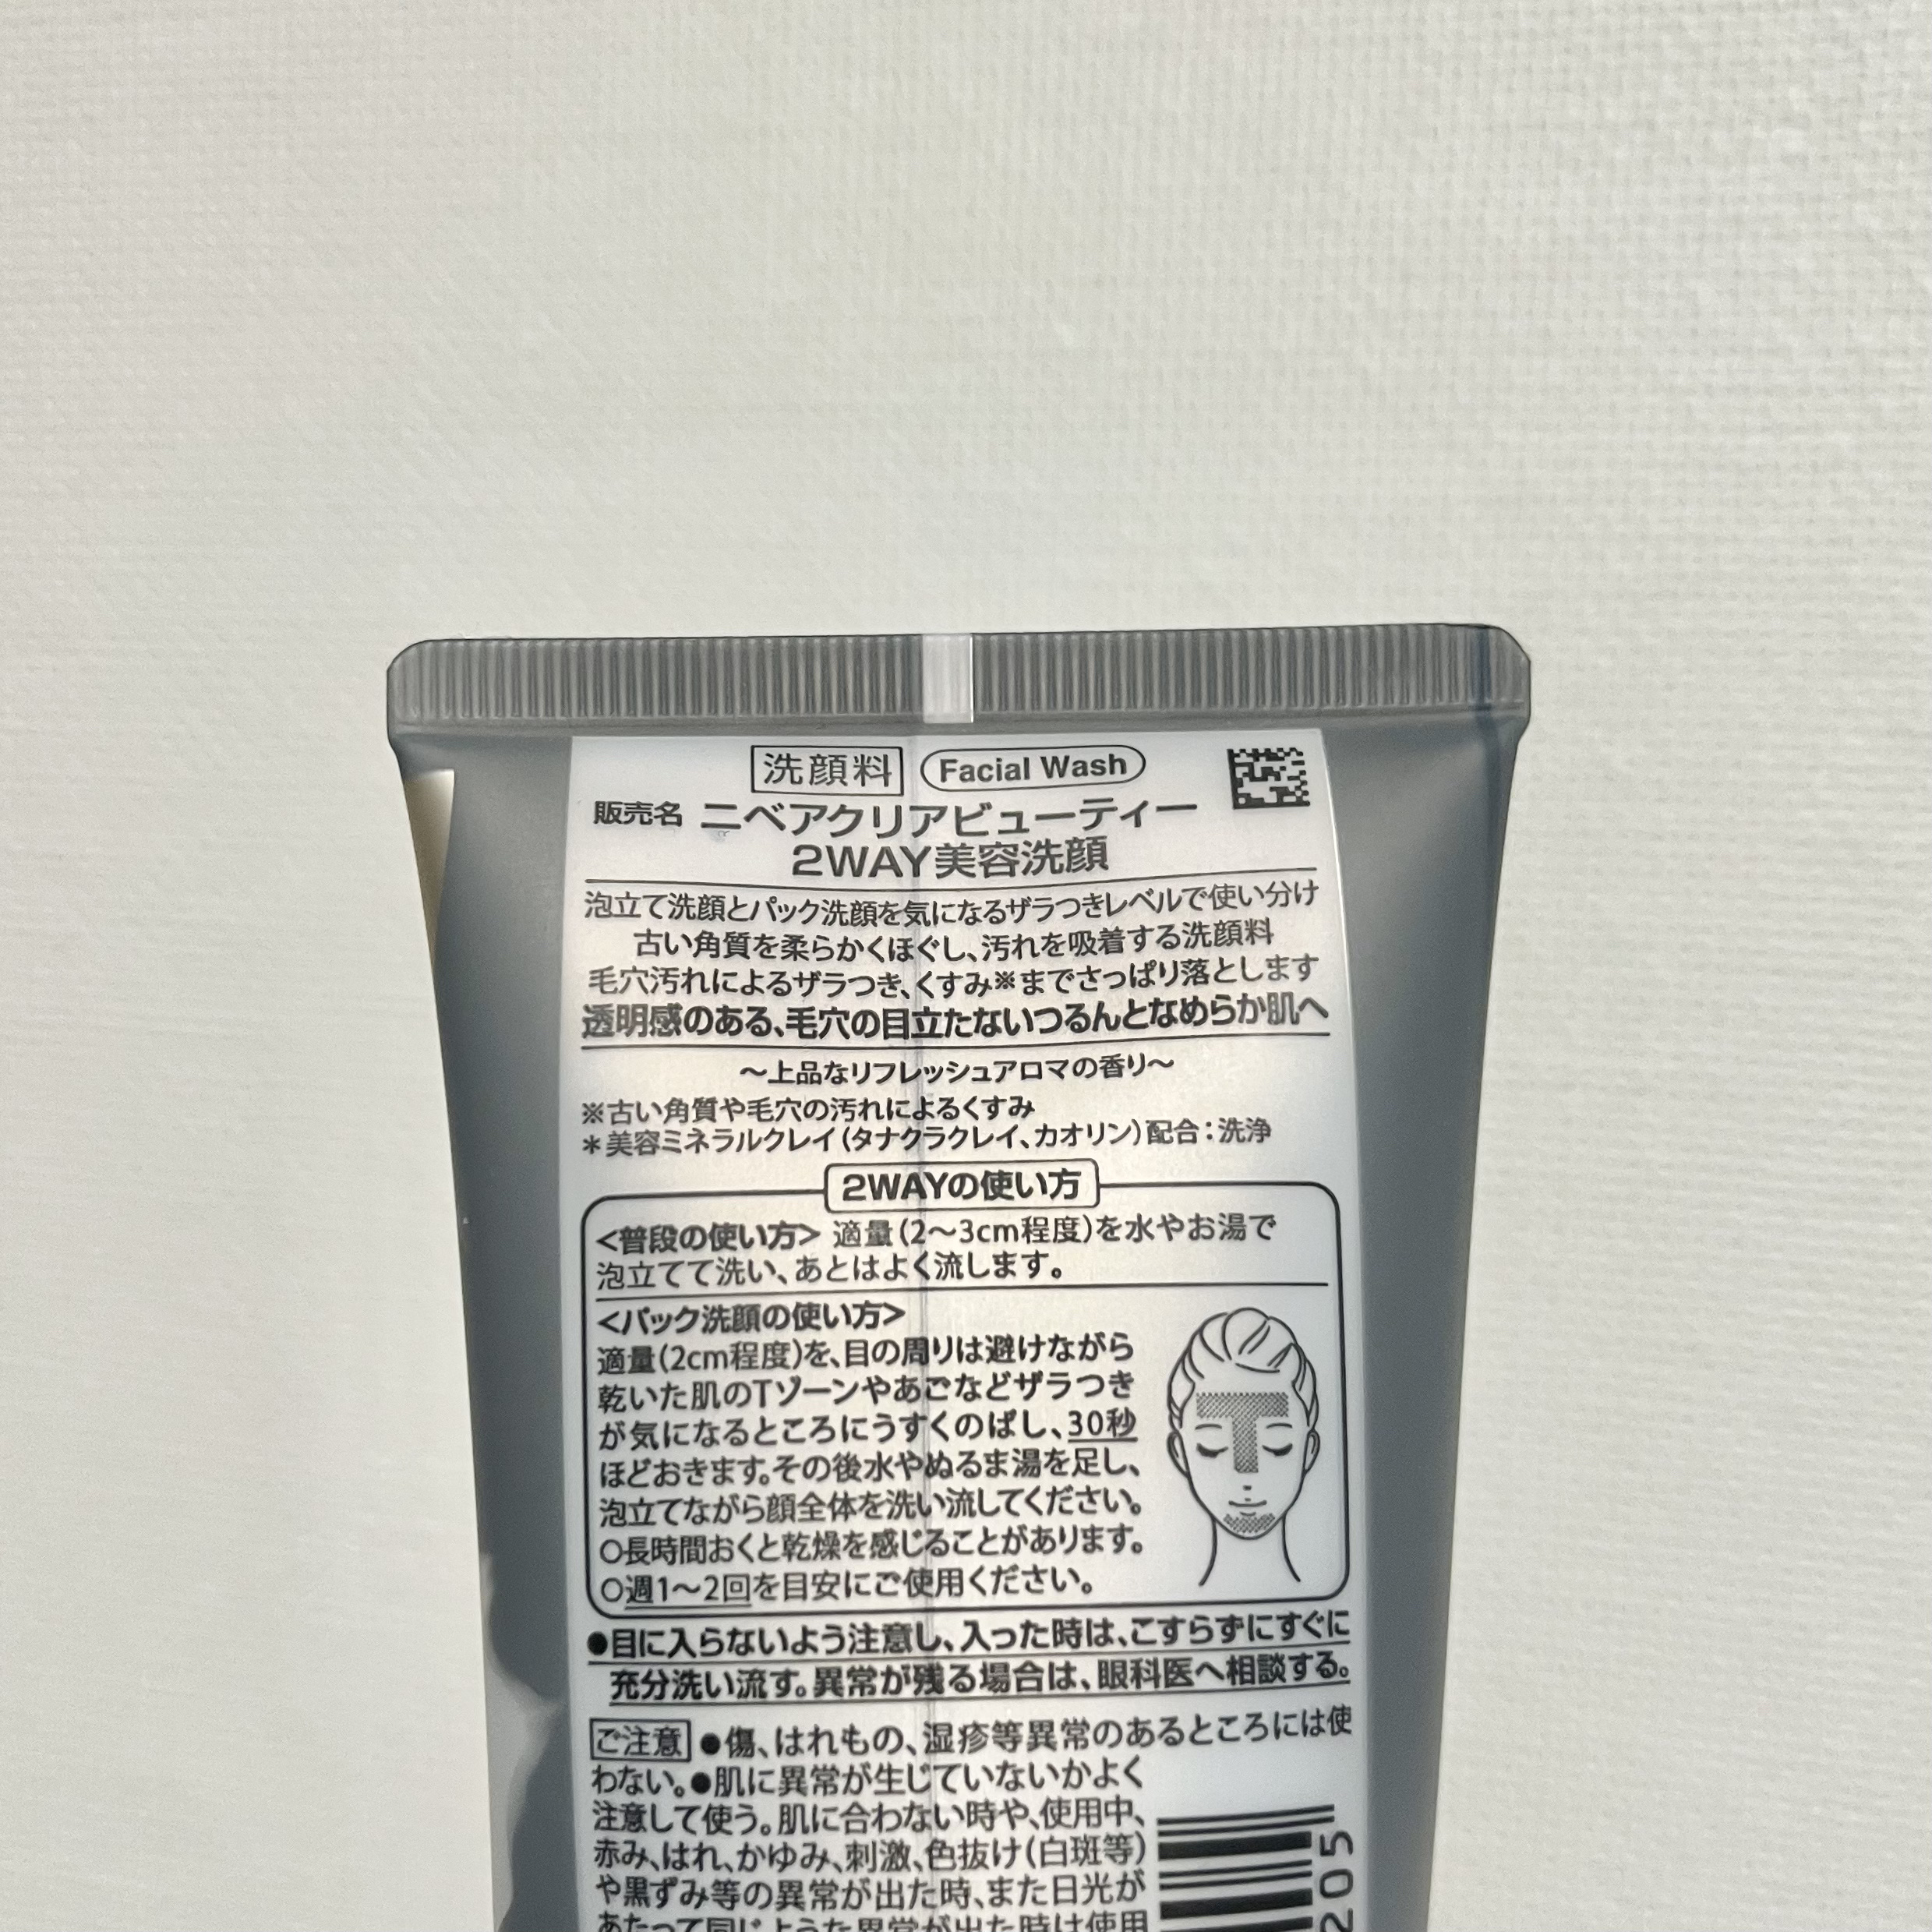 洗顔料 Facial Wash
販売名 ニベアクリアビューティー
2WAY美容洗顔
泡立て洗顔とパック洗顔を気になるザラつきレベルで使い分け
古い角質を柔らかくほぐし、汚れを吸着する洗顔料
毛穴汚れによるザラつき、くすみ※までさっぱり落とします
透明感のある、毛穴の目立たないつるんとなめらか肌へ
～上品なリフレッシュアロマの香り～
※古い角質や毛穴の汚れによるくすみ
＊美容ミネラルクレイ（タナクラクレイ、カオリン）配合：洗浄
2WAYの使い方
<普段の使い方> 適量（2～3cm程度）を水やお湯で
泡立てて洗い、あとはよく流します。
<パック洗顔の使い方>
適量（2cm程度）を、目の周りは避けながら
乾いた肌のTゾーンやあごなどザラつき
が気になるところにうすくのばし、30秒
ほどおきます。その後水やぬるま湯を足し、
泡立てながら顔全体を洗い流してください。
○長時間おくと乾燥を感じることがあります。
○週1～2回を目安にご使用ください。
●目に入らないよう注意し、入った時は、こすらずにすぐに
充分洗い流す。異常が残る場合は、眼科医へ相談する。
ご注意 ●傷、はれもの、湿疹等異常のあるところには使
わない。●肌に異常が生じていないかよく
注意して使う。肌に合わない時や、使用中、
赤み、はれ、かゆみ、刺激、色抜け（白斑等）
や黒ずみ等の異常が出た時、また日光が
あたって同じような異常が出た時は使用
205